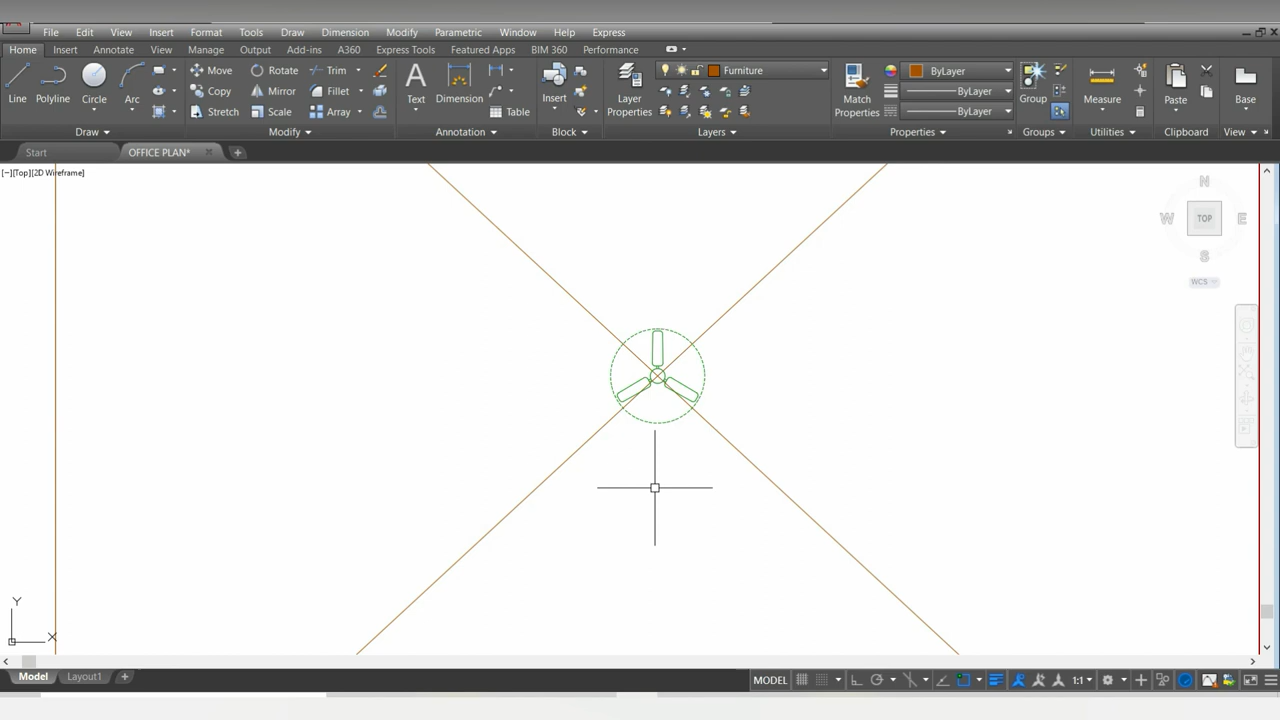 File Edit View Insert Format Tools Draw Dimension Modify Parametric Window Help Express
Home Insert Annotate View Manage Output Add-ins A360 Express Tools Featured Apps BIM 360 Performance
Line Polyline Circle Arc
Move Rotate Trim
Copy Mirror Fillet
Stretch Scale Array
Text Dimension Table
Insert
Layer Properties
Furniture
Match Properties
ByLayer
ByLayer
ByLayer
Group
Measure
Paste
Base
Draw Modify Annotation Block Layers Properties Groups Utilities Clipboard View
Start OFFICE PLAN*
[−][Top][2D Wireframe]
N
W TOP E
S
WCS
Y
X
Model Layout1
MODEL 1:1